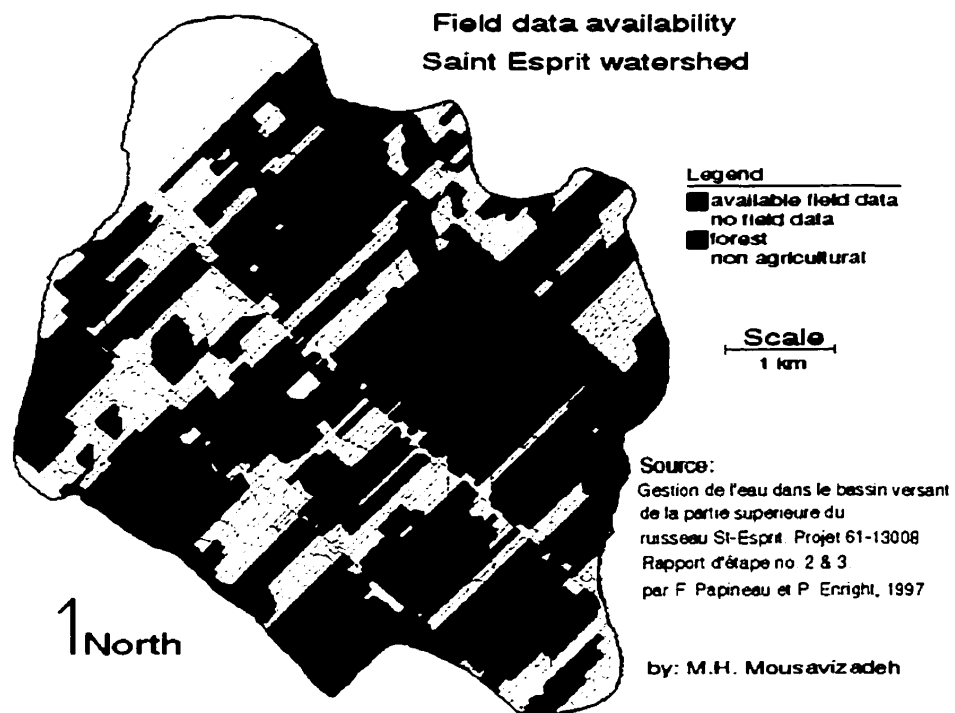 Field data availability
Saint Esprit watershed
Legend
available field data
no field data
forest
non agricultural
Scale
1 km
Source:
Gestion de l'eau dans le bassin versant
de la partie superieure du
ruisseau St-Esprit. Projet 61-13008
Rapport d'étape no. 2 & 3
par F. Papineau et P. Enright, 1997
North
by: M.H. Mousavizadeh